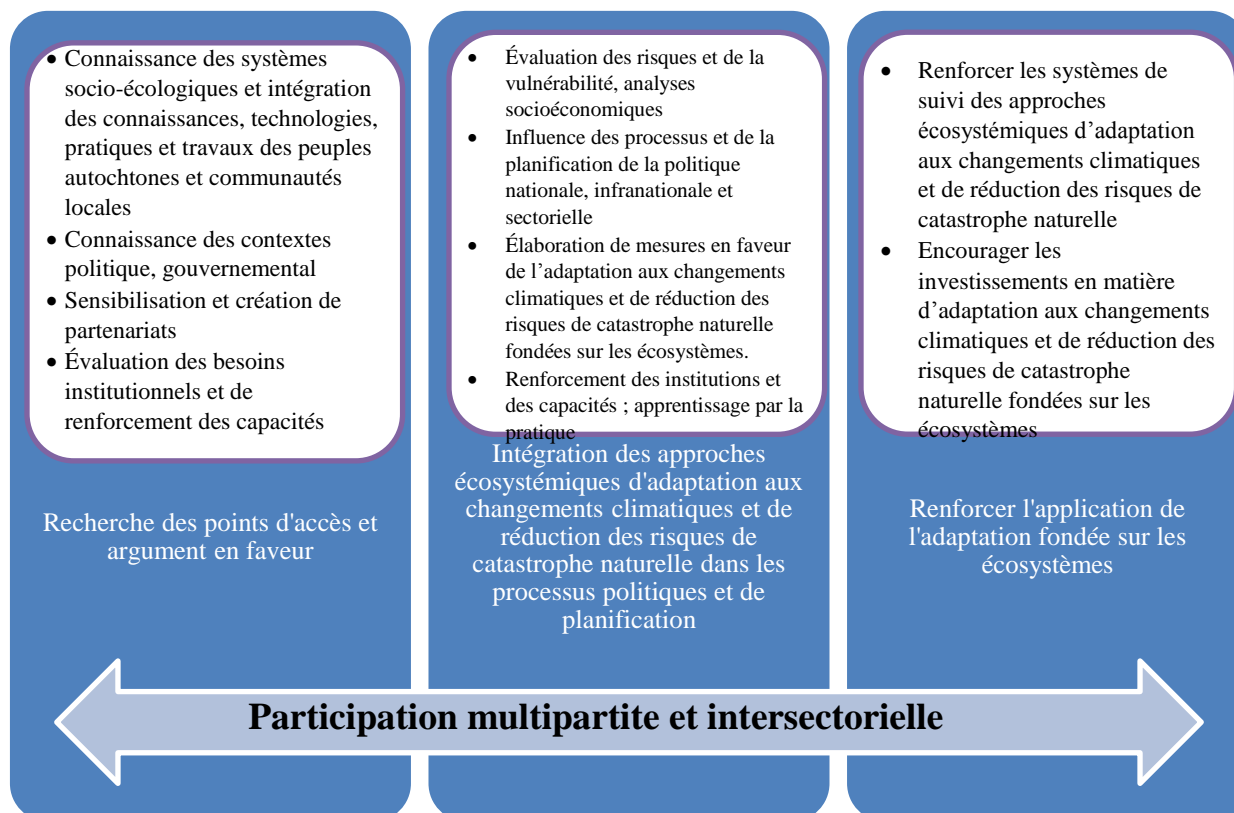 • Connaissance des systèmes
socio-écologiques et intégration
des connaissances, technologies,
pratiques et travaux des peuples
autochtones et communautés
locales
• Connaissance des contextes
politique, gouvernemental
• Sensibilisation et création de
partenariats
• Évaluation des besoins
institutionnels et de
renforcement des capacités
Recherche des points d'accès et
argument en faveur
• Évaluation des risques et de la
vulnérabilité, analyses
socioéconomiques
• Influence des processus et de la
planification de la politique
nationale, infranationale et
sectorielle
• Élaboration de mesures en faveur
de l’adaptation aux changements
climatiques et de réduction des
risques de catastrophe naturelle
fondées sur les écosystèmes.
• Renforcement des institutions et
des capacités ; apprentissage par la
pratique
Intégration des approches
écosystémiques d'adaptation aux
changements climatiques et de
réduction des risques de
catastrophe naturelle dans les
processus politiques et de
planification
• Renforcer les systèmes de
suivi des approches
écosystémiques d’adaptation
aux changements climatiques
et de réduction des risques de
catastrophe naturelle
• Encourager les
investissements en matière
d’adaptation aux changements
climatiques et de réduction des
risques de catastrophe
naturelle fondées sur les
écosystèmes
Renforcer l'application de
l'adaptation fondée sur les
écosystèmes
Participation multipartite et intersectorielle